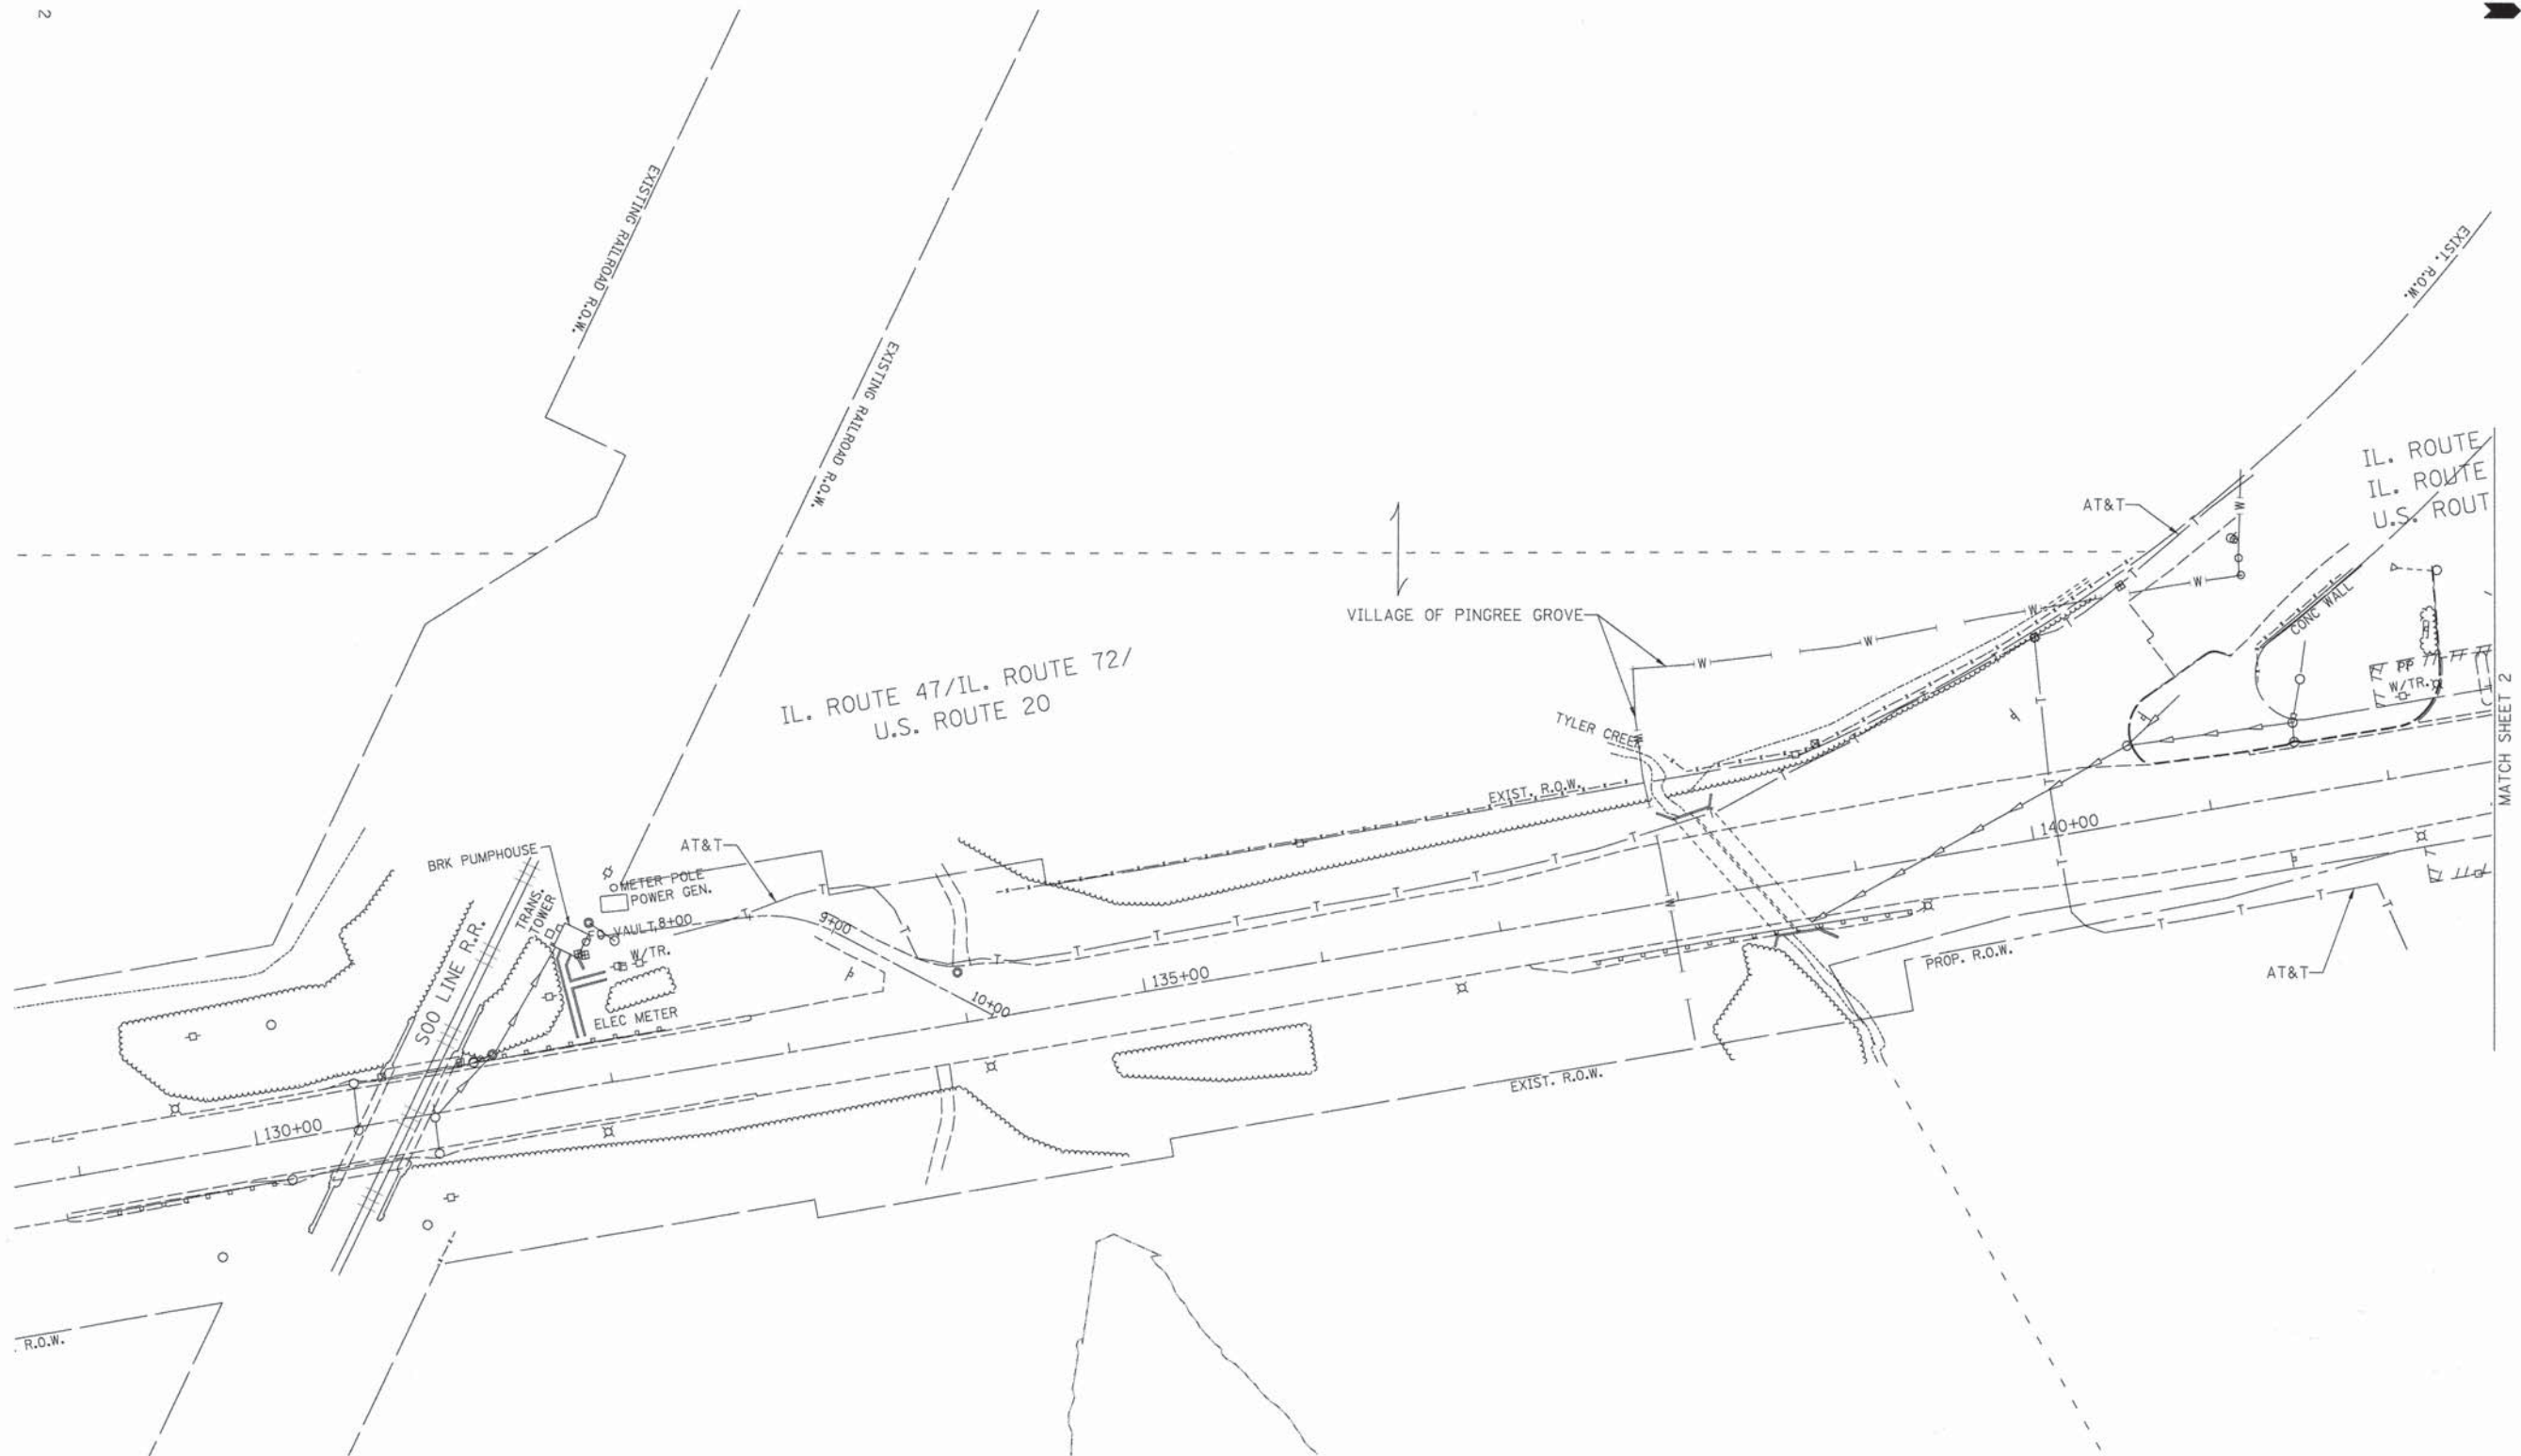 2
EXISTING RAILROAD R.O.W.
EXISTING RAILROAD R.O.W.
EXIST. R.O.W.
IL. ROUTE
IL. ROUTE
U.S. ROUT
AT&T
W
W
W
W
W
VILLAGE OF PINGREE GROVE
CONC WALL
IL. ROUTE 47/IL. ROUTE 72/
U.S. ROUTE 20
TYLER CREEK
PP
W/TR.
MATCH SHEET 2
EXIST. R.O.W.
140+00
BRK PUMPHOUSE
AT&T
METER POLE
POWER GEN.
TRANS.
TOWER
VAULT 8+00
9+00
W/TR.
10+00
135+00
PROP. R.O.W.
AT&T
SOO LINE R.R.
ELEC METER
130+00
EXIST. R.O.W.
R.O.W.